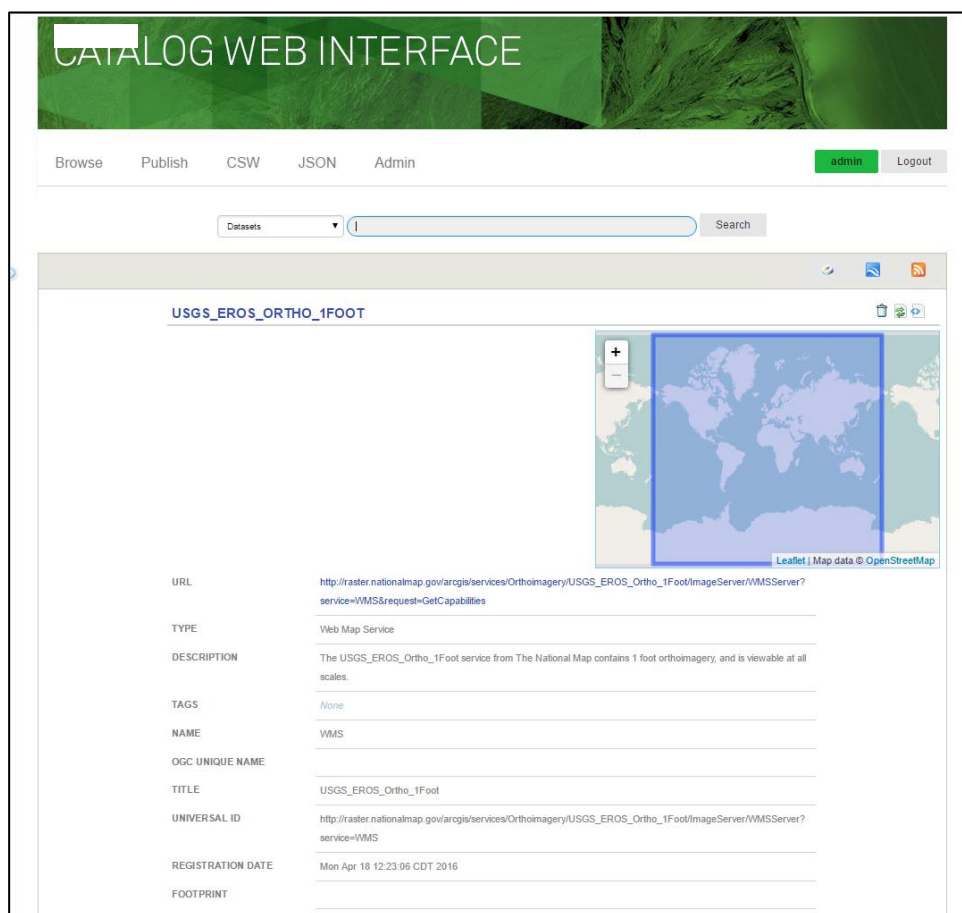 CATALOG WEB INTERFACE
Browse Publish CSW JSON Admin admin Logout
Datasets Search
USGS_EROS_ORTHO_1FOOT
+
−
Leaflet | Map data © OpenStreetMap
URL http://raster.nationalmap.gov/arcgis/services/Orthoimagery/USGS_EROS_Ortho_1Foot/ImageServer/WMSServer?
service=WMS&request=GetCapabilities
TYPE Web Map Service
DESCRIPTION The USGS_EROS_Ortho_1Foot service from The National Map contains 1 foot orthoimagery, and is viewable at all
scales.
TAGS None
NAME WMS
OGC UNIQUE NAME
TITLE USGS_EROS_Ortho_1Foot
UNIVERSAL ID http://raster.nationalmap.gov/arcgis/services/Orthoimagery/USGS_EROS_Ortho_1Foot/ImageServer/WMSServer?
service=WMS
REGISTRATION DATE Mon Apr 18 12:23:06 CDT 2016
FOOTPRINT